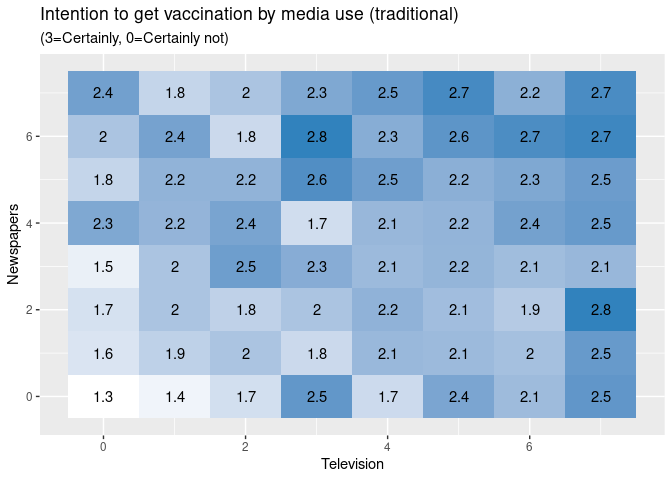 Intention to get vaccination by media use (traditional)
(3=Certainly, 0=Certainly not)
2.4 1.8 2 2.3 2.5 2.7 2.2 2.7
6 2 2.4 1.8 2.8 2.3 2.6 2.7 2.7
1.8 2.2 2.2 2.6 2.5 2.2 2.3 2.5
4 2.3 2.2 2.4 1.7 2.1 2.2 2.4 2.5
Newspapers
1.5 2 2.5 2.3 2.1 2.2 2.1 2.1
2 1.7 2 1.8 2 2.2 2.1 1.9 2.8
1.6 1.9 2 1.8 2.1 2.1 2 2.5
0 1.3 1.4 1.7 2.5 1.7 2.4 2.1 2.5
0 2 4 6
Television